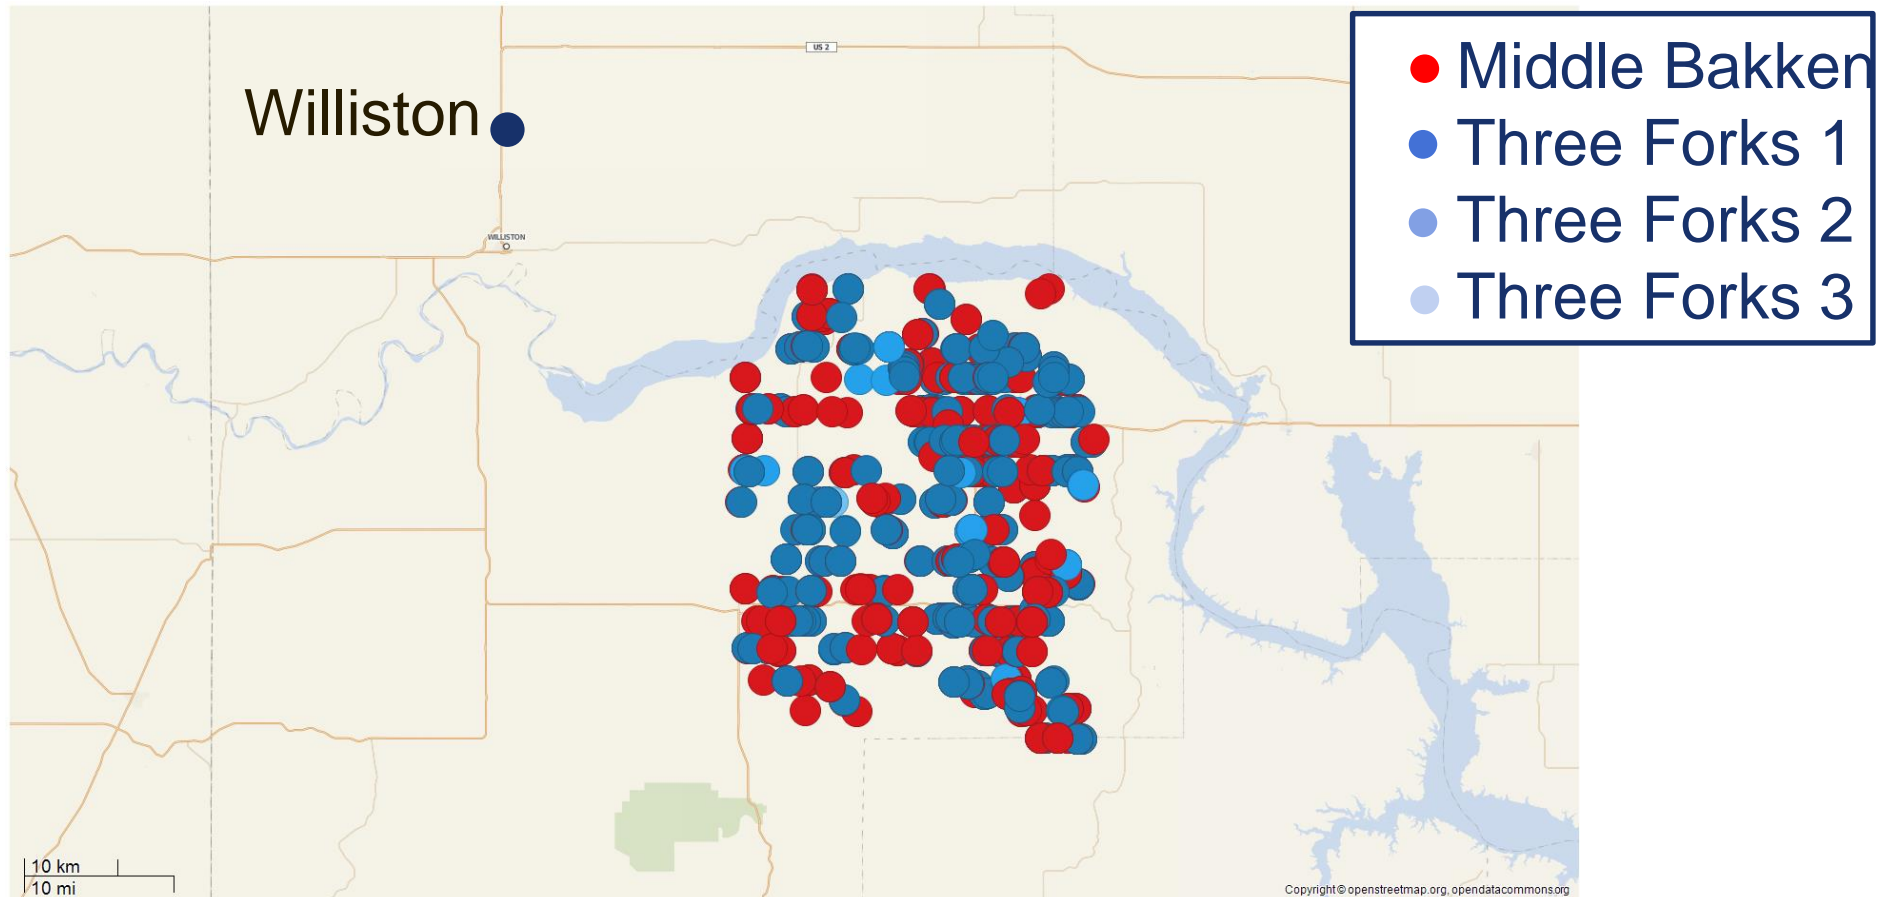 US 2
Williston
WILLISTON
Middle Bakken
Three Forks 1
Three Forks 2
Three Forks 3
10 km
10 mi
Copyright © openstreetmap.org, opendatacommons.org